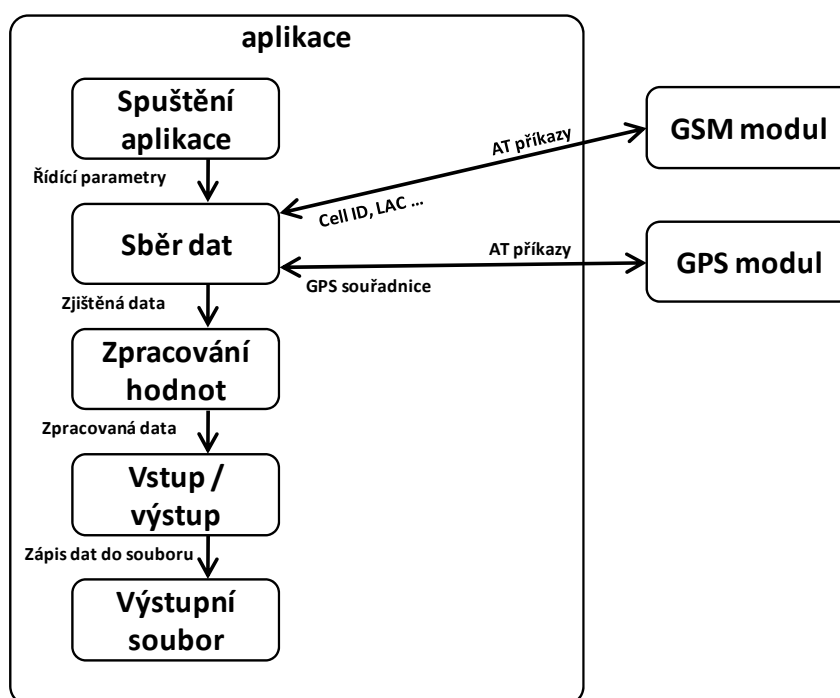 aplikace
Spuštění
aplikace
Řídící parametry
AT příkazy
GSM modul
Cell ID, LAC ...
Sběr dat
AT příkazy
GPS modul
GPS souřadnice
Zjištěná data
Zpracování
hodnot
Zpracovaná data
Vstup /
výstup
Zápis dat do souboru
Výstupní
soubor